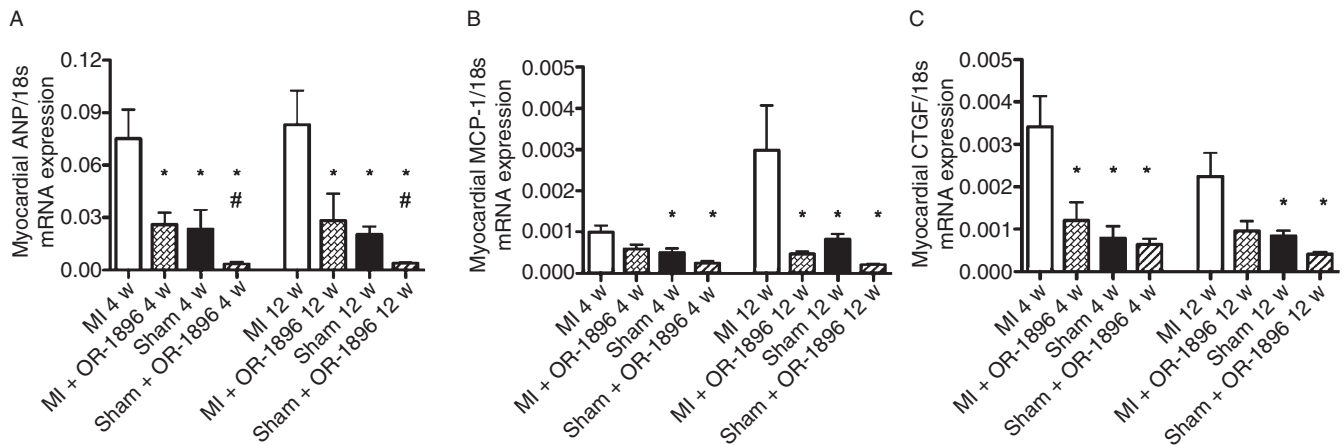 A
Myocardial ANP/18s
mRNA expression
0.12
0.09
0.06
0.03
0.00
* * *
#
* * *
#
MI 4 w
MI + OR-1896 4 w
Sham 4 w
Sham + OR-1896 4 w
MI 12 w
MI + OR-1896 12 w
Sham 12 w
Sham + OR-1896 12 w
B
Myocardial MCP-1/18s
mRNA expression
0.005
0.004
0.003
0.002
0.001
0.000
* *
* * *
MI 4 w
MI + OR-1896 4 w
Sham 4 w
Sham + OR-1896 4 w
MI 12 w
MI + OR-1896 12 w
Sham 12 w
Sham + OR-1896 12 w
C
Myocardial CTGF/18s
mRNA expression
0.005
0.004
0.003
0.002
0.001
0.000
* * *
* *
MI 4 w
MI + OR-1896 4 w
Sham 4 w
Sham + OR-1896 4 w
MI 12 w
MI + OR-1896 12 w
Sham 12 w
Sham + OR-1896 12 w